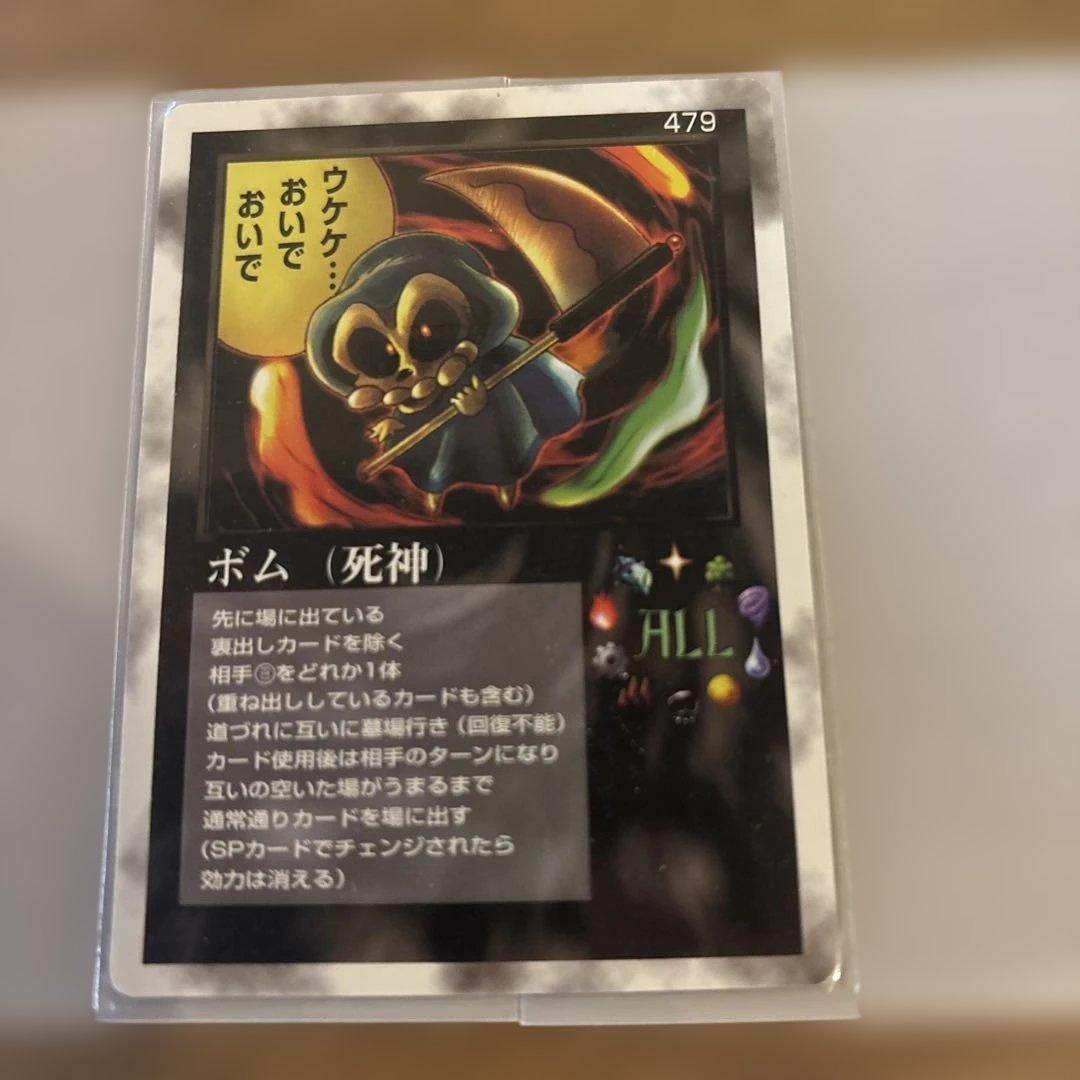 479
ウケケ…
おいで
おいで
ボム（死神）
ALL
先に場に出ている
裏出しカードを除く
相手㊂をどれか1体
（重ね出ししているカードも含む）
道づれに互いに墓場行き（回復不能）
カード使用後は相手のターンになり
互いの空いた場がうまるまで
通常通りカードを場に出す
（SPカードでチェンジされたら
効力は消える）